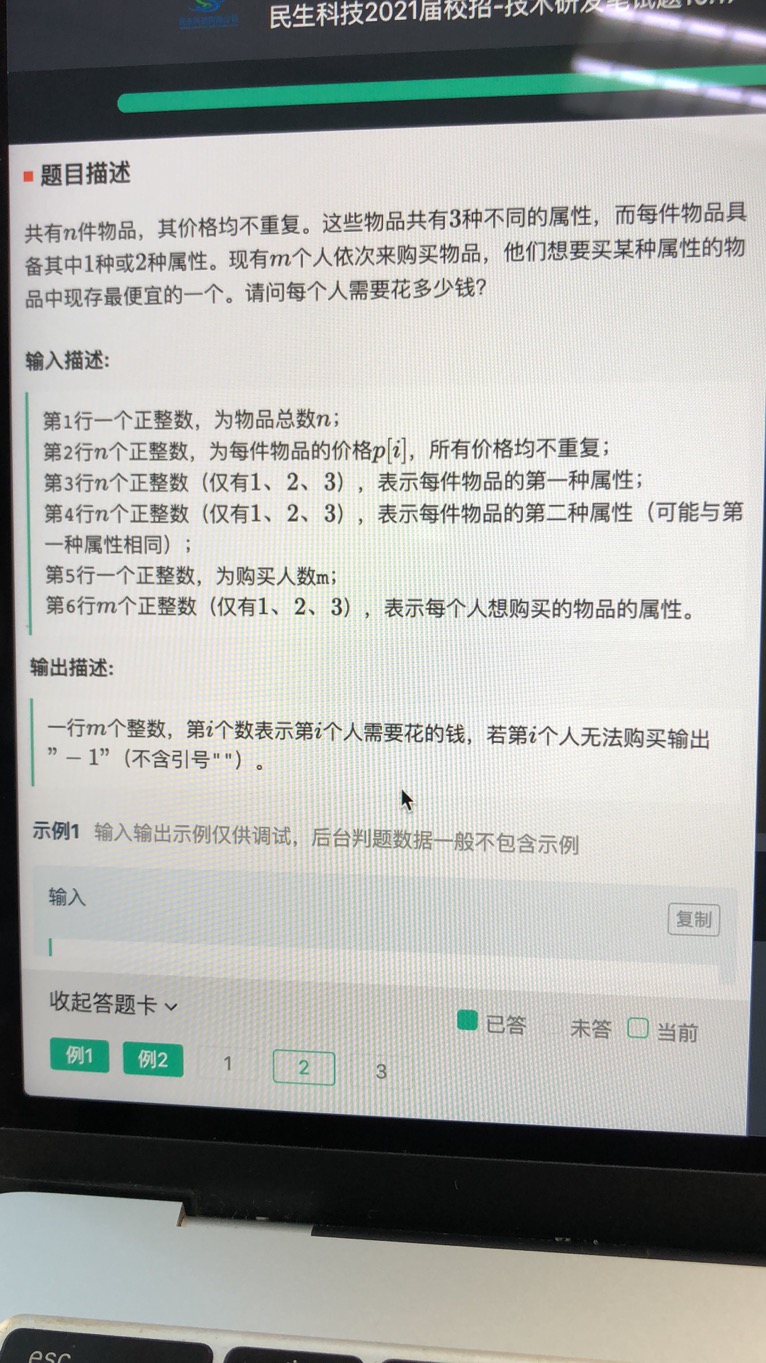 民生科技2021届校招-技术研发笔试题
题目描述
共有n件物品，其价格均不重复。这些物品共有3种不同的属性，而每件物品具
备其中1种或2种属性。现有m个人依次来购买物品，他们想要买某种属性的物
品中现存最便宜的一个。请问每个人需要花多少钱？
输入描述:
第1行一个正整数，为物品总数n；
第2行n个正整数，为每件物品的价格p[i]，所有价格均不重复；
第3行n个正整数（仅有1、2、3），表示每件物品的第一种属性；
第4行n个正整数（仅有1、2、3），表示每件物品的第二种属性（可能与第
一种属性相同）；
第5行一个正整数，为购买人数m；
第6行m个正整数（仅有1、2、3），表示每个人想购买的物品的属性。
输出描述:
一行m个整数，第i个数表示第i个人需要花的钱，若第i个人无法购买输出
”－1”（不含引号""）。
示例1 输入输出示例仅供调试，后台判题数据一般不包含示例
输入
复制
收起答题卡
已答 未答 当前
例1 例2 1 2 3
esc